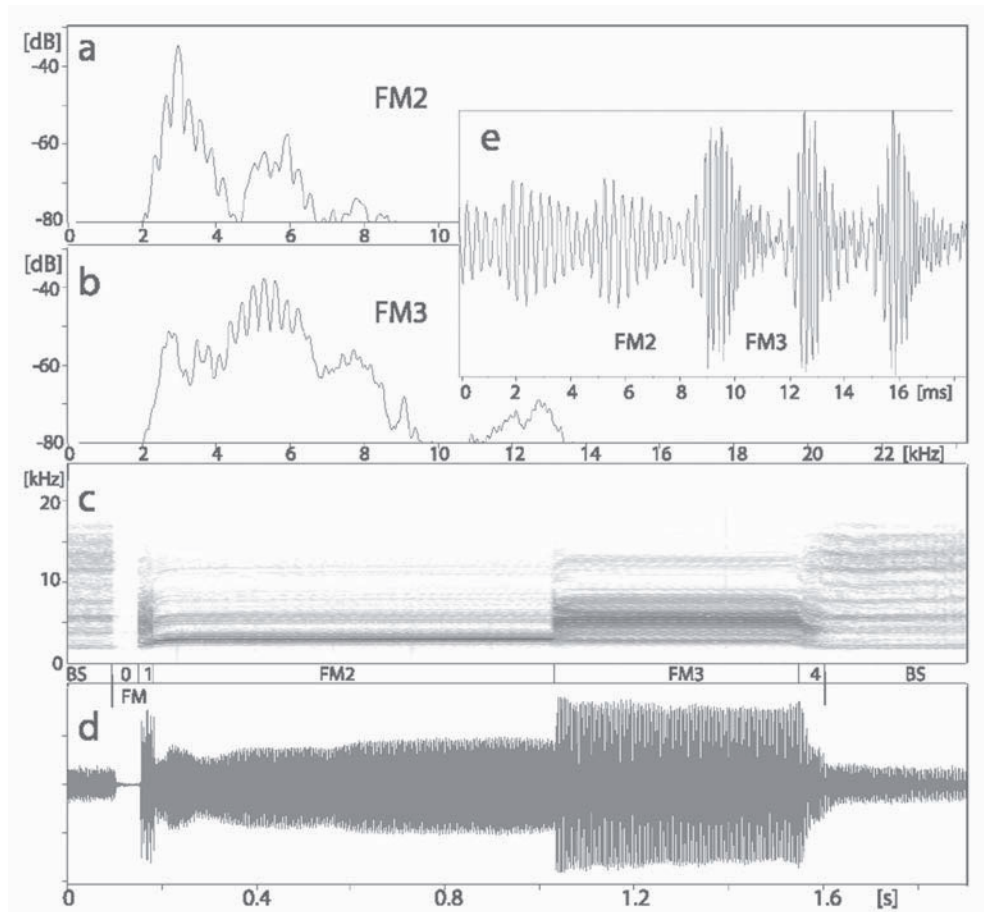 [dB]
a
-40
FM2
e
-60
-80
0 2 4 6 8 10
[dB]
b
-40
FM3
FM2 FM3
-60
0 2 4 6 8 10 12 14 16 [ms]
-80
0 2 4 6 8 10 12 14 16 18 20 22 [kHz]
[kHz]
c
20
10
0
BS 0 1 FM2 FM3 4 BS
FM
d
0 0.4 0.8 1.2 1.6 [s]